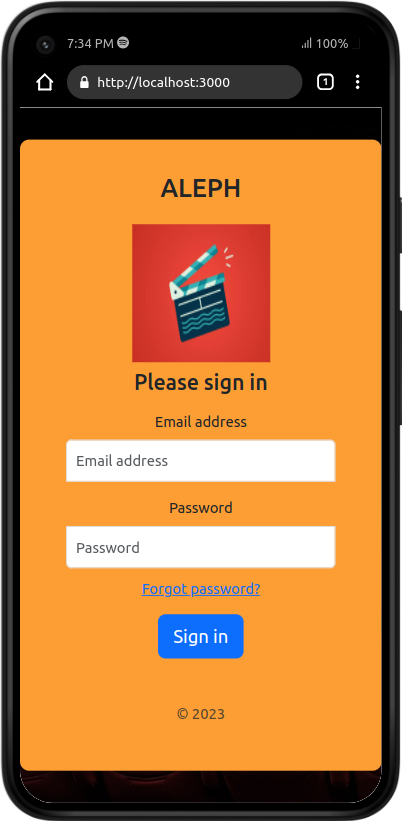 7:34 PM 100%
http://localhost:3000 1
ALEPH
Please sign in
Email address
Email address
Password
Password
Forgot password?
Sign in
© 2023